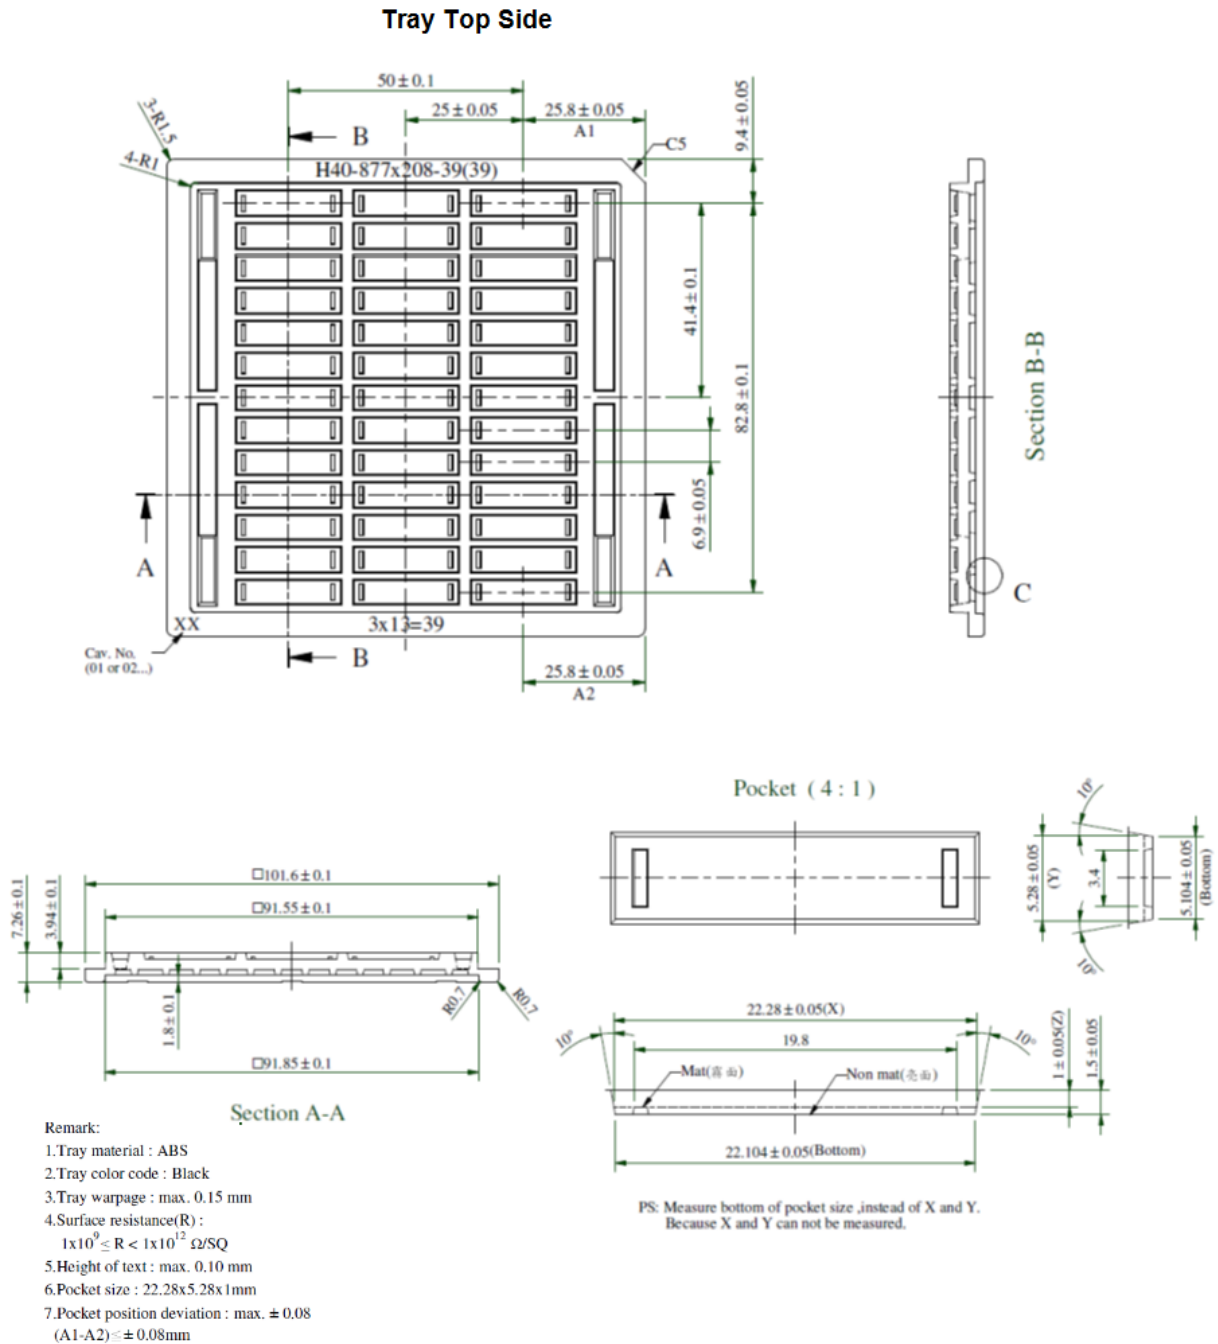 Tray Top Side
50±0.1
25±0.05
25.8±0.05
A1
9.4±0.05
3-R1.5
4-R1
B
C5
H40-877x208-39(39)
41.4±0.1
82.8±0.1
6.9±0.05
Section B-B
A
A
C
XX
3x13=39
Cav. No.
(01 or 02...)
B
25.8±0.05
A2
Pocket ( 4 : 1 )
10°
5.28±0.05
(Y)
3.4
5.104±0.05
(Bottom)
10°
□101.6±0.1
□91.55±0.1
7.26±0.1
3.94±0.1
1.8±0.1
R0.7
R0.7
□91.85±0.1
Section A-A
22.28±0.05(X)
19.8
10°
10°
Mat(霧面)
Non mat(亮面)
1±0.05(Z)
1.5±0.05
22.104±0.05(Bottom)
PS: Measure bottom of pocket size ,instead of X and Y.
Because X and Y can not be measured.
Remark:
1.Tray material : ABS
2.Tray color code : Black
3.Tray warpage : max. 0.15 mm
4.Surface resistance(R) :
1x10⁹ ≤ R < 1x10¹² Ω/SQ
5.Height of text : max. 0.10 mm
6.Pocket size : 22.28x5.28x1mm
7.Pocket position deviation : max. ± 0.08
(A1-A2) ≤ ± 0.08mm